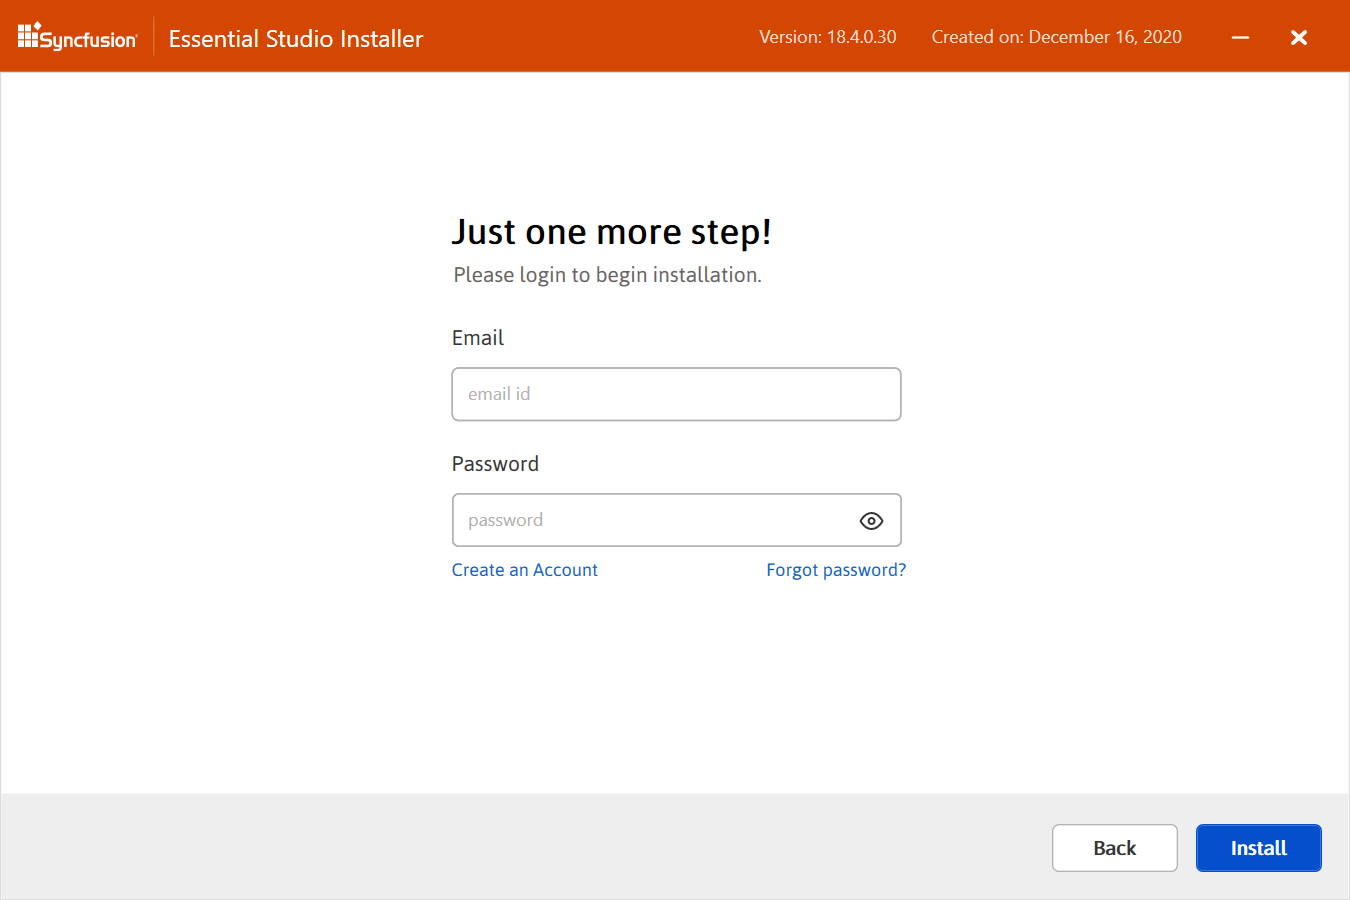 Syncfusion Essential Studio Installer Version: 18.4.0.30 Created on: December 16, 2020
Just one more step!
Please login to begin installation.
Email
email id
Password
password
Create an Account Forgot password?
Back Install